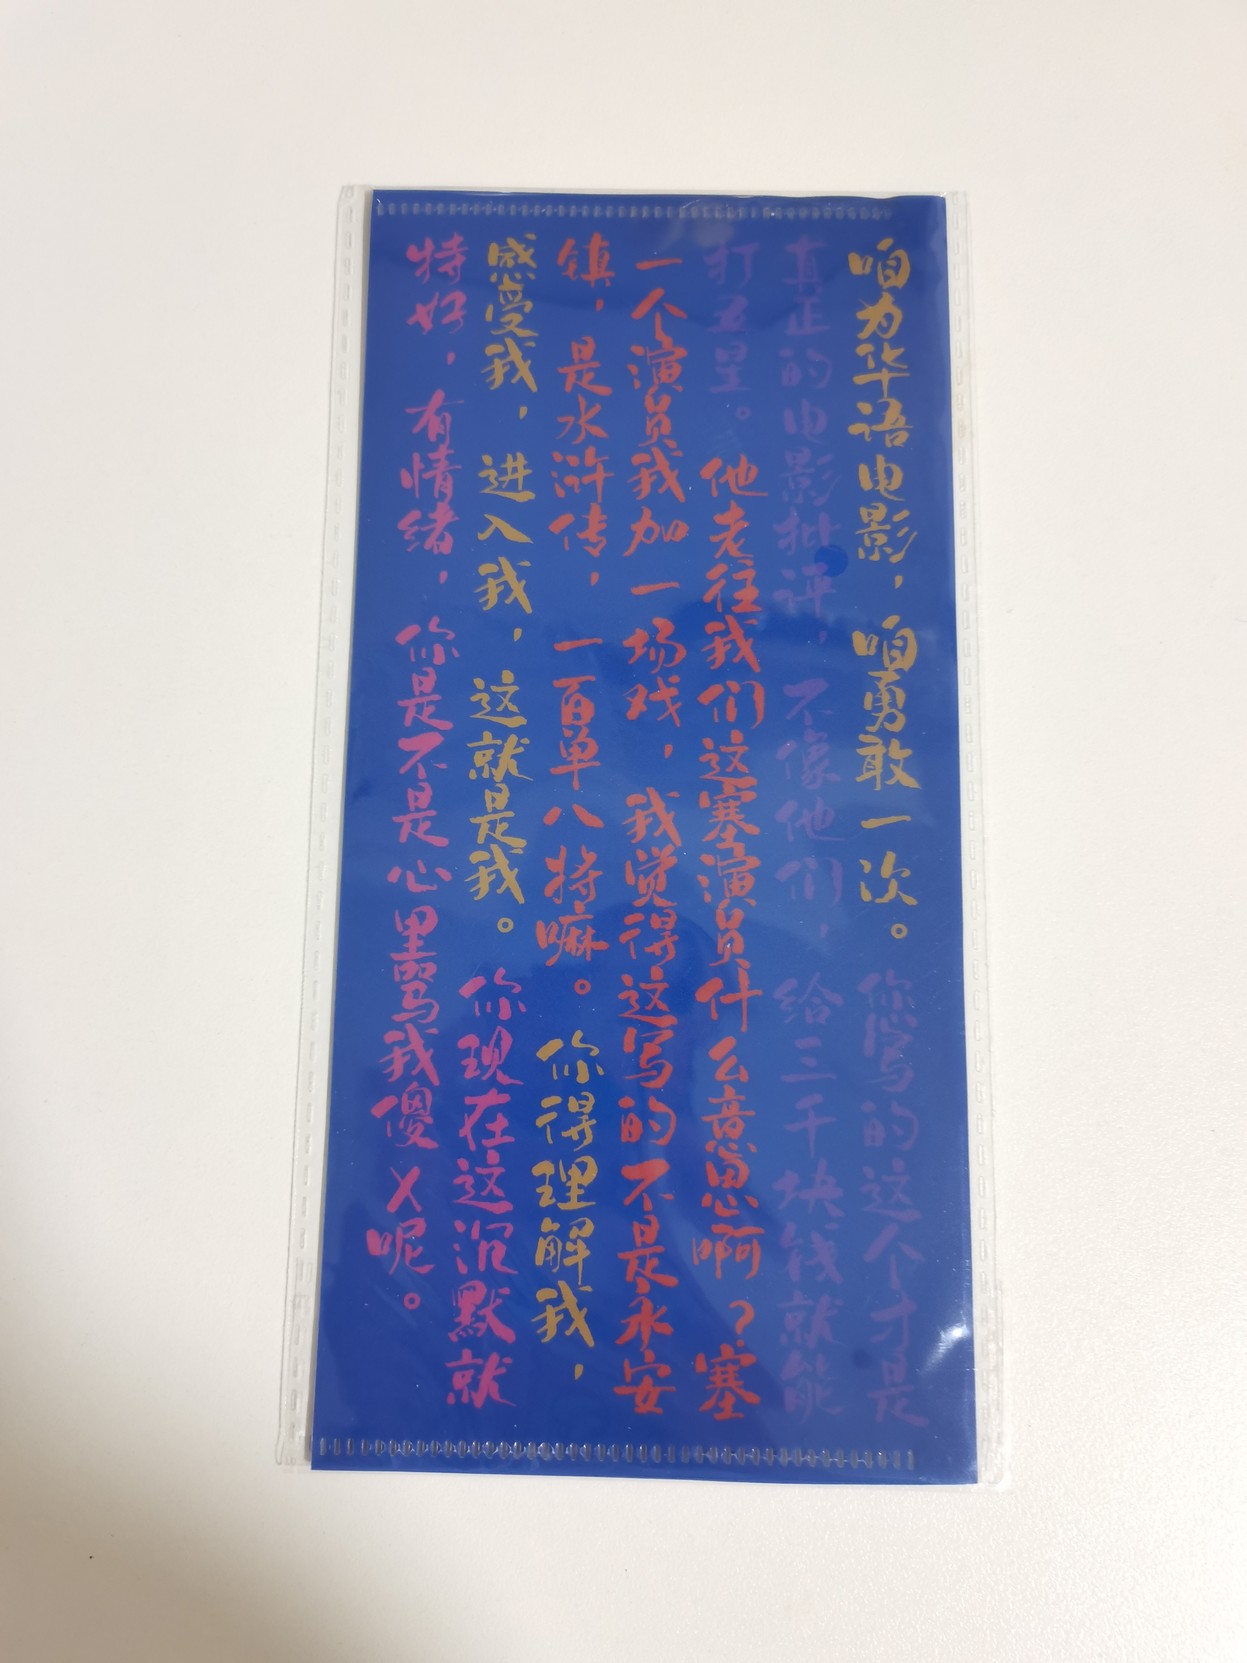 咱为华语电影，咱勇敢一次。你写的这个才是
真正的电影批评，不像他们，给三千块钱就能
打五星。他老往我们这塞演员什么意思啊？塞
一个演员我加一场戏，我觉得这写的不是永安
镇，是水浒传，一百单八将嘛。你得理解我，
感受我，进入我，这就是我。你现在这沉默就
特好，有情绪，你是不是心里骂我傻X呢。